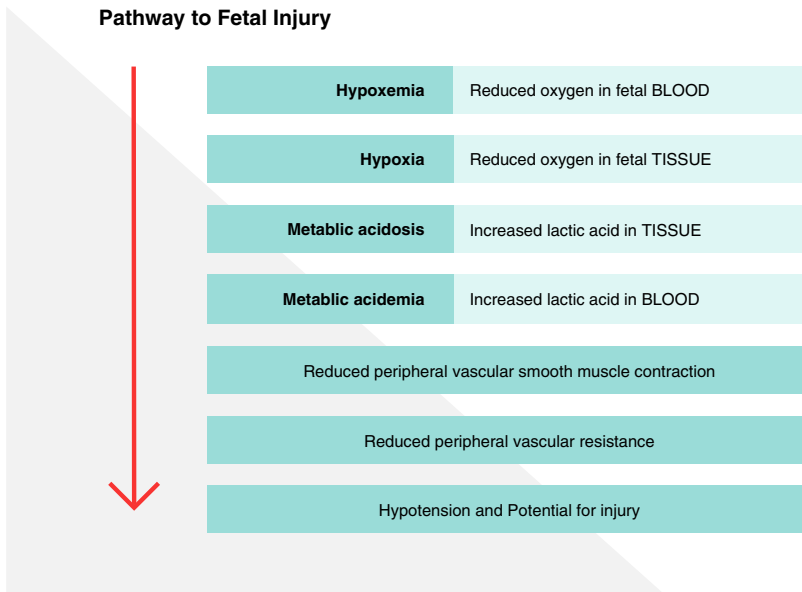 Pathway to Fetal Injury
Hypoxemia Reduced oxygen in fetal BLOOD
Hypoxia Reduced oxygen in fetal TISSUE
Metablic acidosis Increased lactic acid in TISSUE
Metablic acidemia Increased lactic acid in BLOOD
Reduced peripheral vascular smooth muscle contraction
Reduced peripheral vascular resistance
Hypotension and Potential for injury